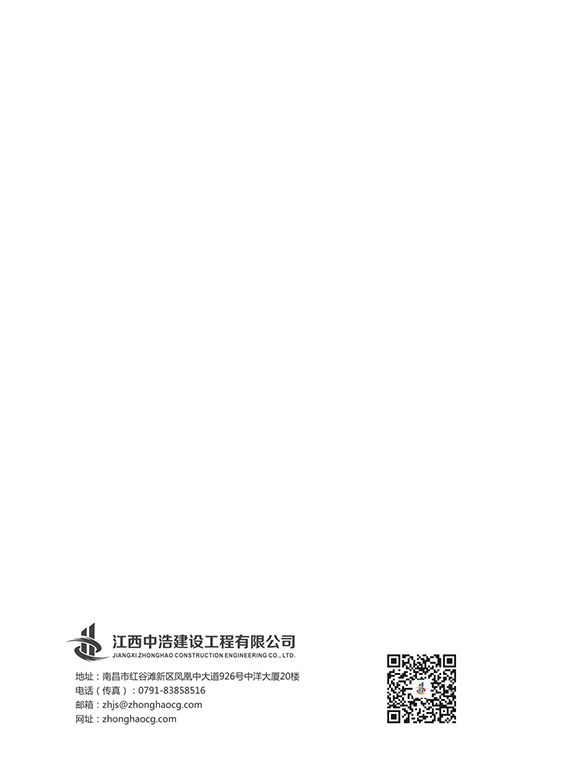 江西中浩建设工程有限公司
JIANGXI ZHONGHAO CONSTRUCTION ENGINEERING CO., LTD.
地址：南昌市红谷滩新区凤凰中大道926号中洋大厦20楼
电话（传真）：0791-83858516
邮箱：zhjs@zhonghaocg.com
网址：zhonghaocg.com